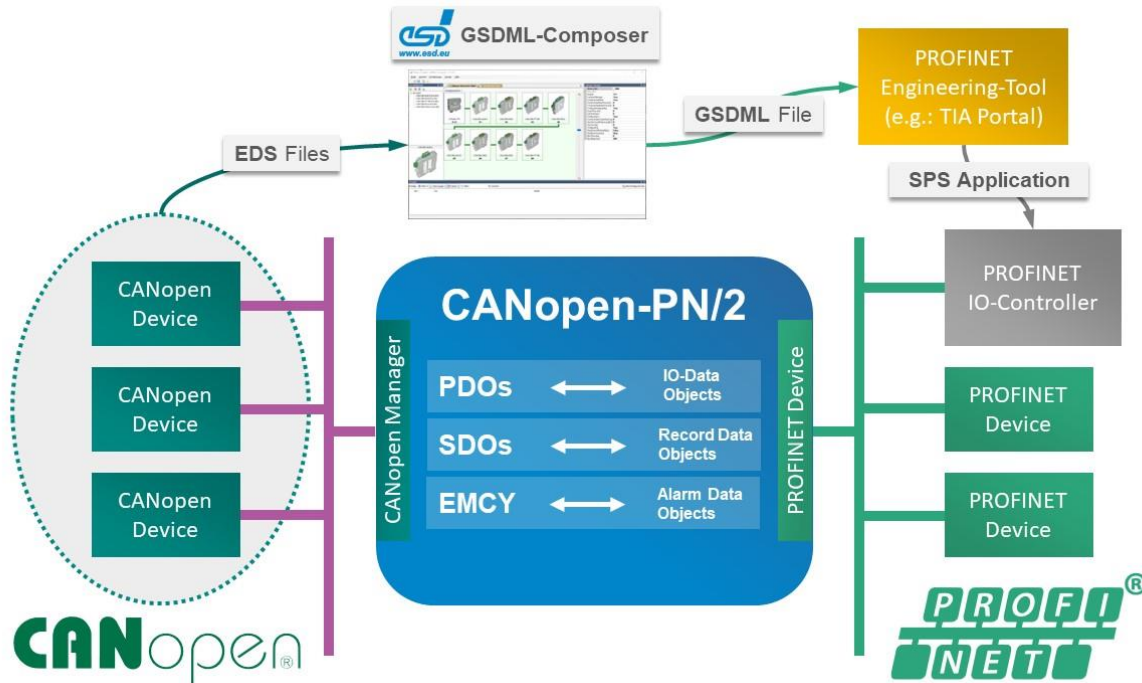 esd
www.esd.eu
GSDML-Composer
EDS Files
GSDML File
PROFINET
Engineering-Tool
(e.g.: TIA Portal)
SPS Application
CANopen
Device
CANopen
Device
CANopen
Device
CANopen Manager
CANopen-PN/2
PDOs
IO-Data
Objects
SDOs
Record Data
Objects
EMCY
Alarm Data
Objects
PROFINET Device
PROFINET
IO-Controller
PROFINET
Device
PROFINET
Device
CANopen®
PROFI®
NET